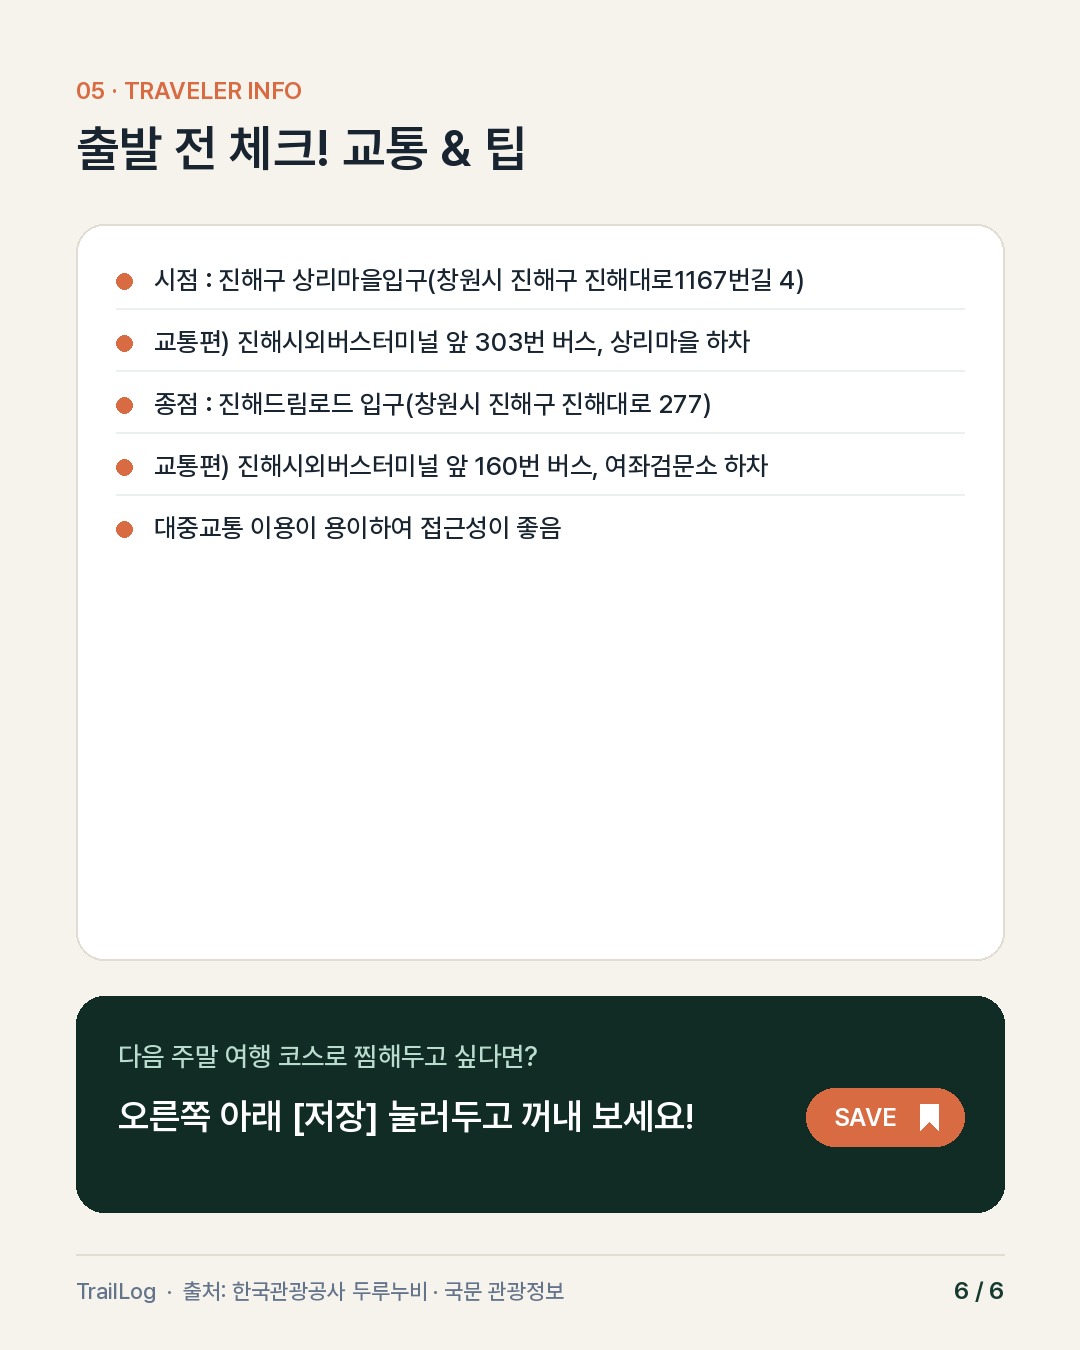 05 · TRAVELER INFO
출발 전 체크! 교통 & 팁
시점 : 진해구 상리마을입구(창원시 진해구 진해대로1167번길 4)
교통편) 진해시외버스터미널 앞 303번 버스, 상리마을 하차
종점 : 진해드림로드 입구(창원시 진해구 진해대로 277)
교통편) 진해시외버스터미널 앞 160번 버스, 여좌검문소 하차
대중교통 이용이 용이하여 접근성이 좋음
다음 주말 여행 코스로 찜해두고 싶다면?
오른쪽 아래 [저장] 눌러두고 꺼내 보세요!
SAVE
TrailLog · 출처: 한국관광공사 두루누비 · 국문 관광정보
6 / 6